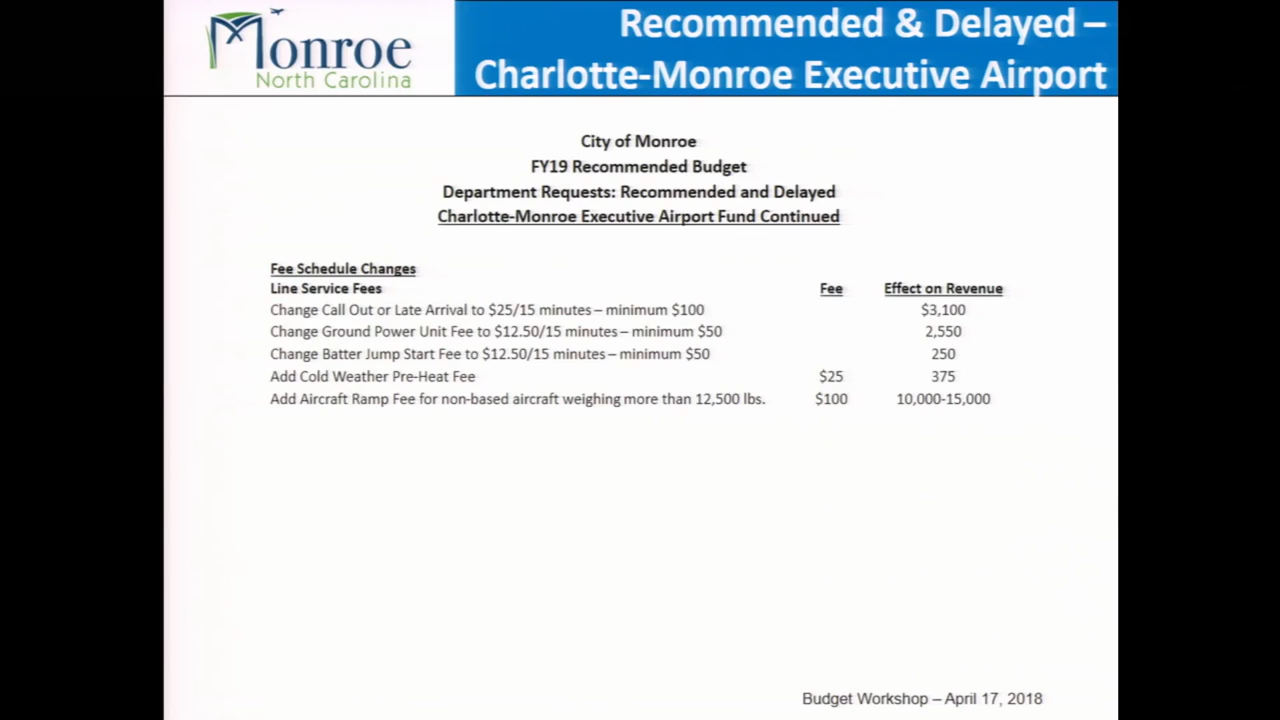 Monroe
North Carolina
Recommended & Delayed –
Charlotte-Monroe Executive Airport
City of Monroe
FY19 Recommended Budget
Department Requests: Recommended and Delayed
Charlotte-Monroe Executive Airport Fund Continued
Fee Schedule Changes
Line Service Fees Fee Effect on Revenue
Change Call Out or Late Arrival to $25/15 minutes – minimum $100 $3,100
Change Ground Power Unit Fee to $12.50/15 minutes – minimum $50 2,550
Change Batter Jump Start Fee to $12.50/15 minutes – minimum $50 250
Add Cold Weather Pre-Heat Fee $25 375
Add Aircraft Ramp Fee for non-based aircraft weighing more than 12,500 lbs. $100 10,000-15,000
Budget Workshop – April 17, 2018